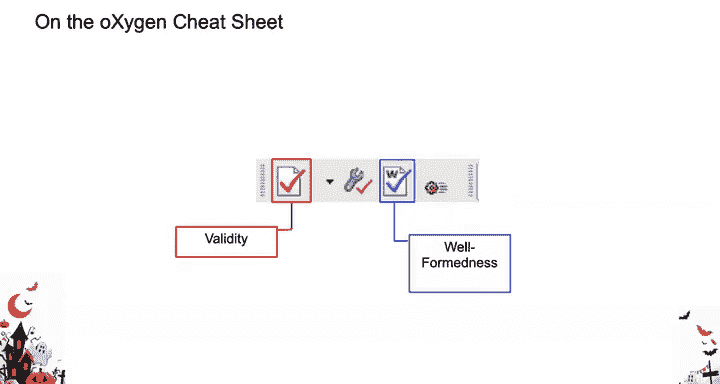 On the oXygen Cheat Sheet
W
Validity
Well-
Formedness